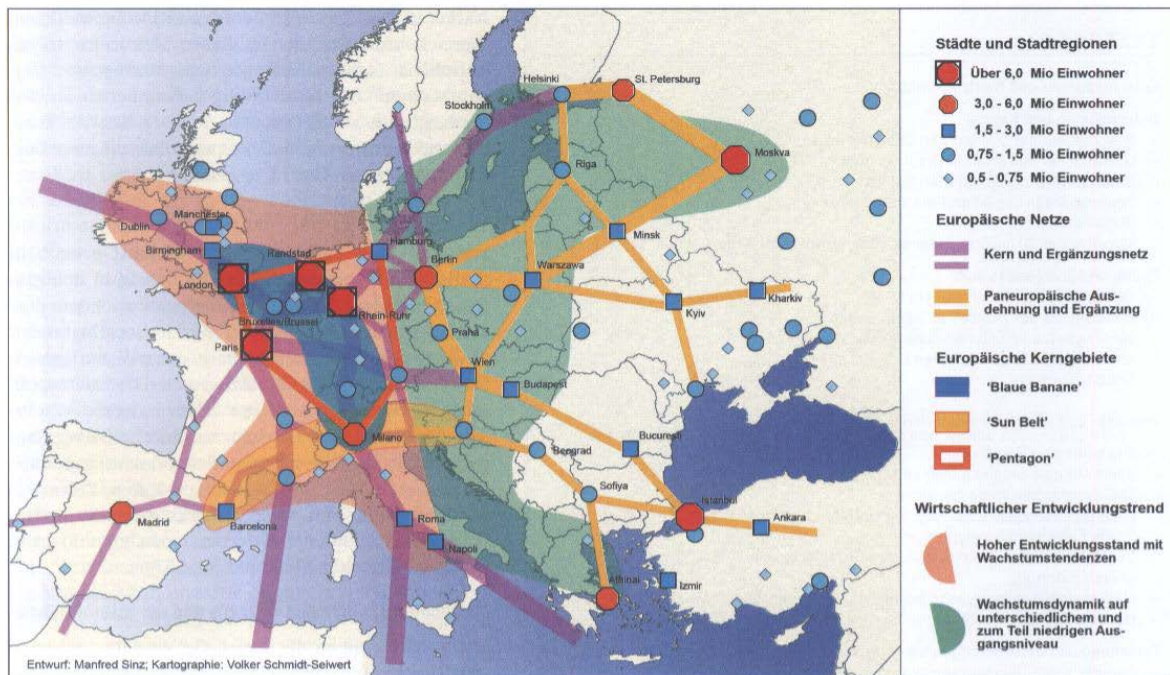 Helsinki
St. Petersburg
Stockholm
Moskva
Rīga
Manchester
Dublin
Hamburg
Minsk
Birmingham
Randstad
Berlin
London
Warszawa
Kharkiv
Rhein-Ruhr
Bruxelles/Brussel
Kyiv
Praha
Paris
Wien
Budapest
Milano
Bucuresti
Beograd
Sofiya
Istanbul
Madrid
Barcelona
Roma
Ankara
Napoli
Izmir
Athinai
Entwurf: Manfred Sinz; Kartographie: Volker Schmidt-Seiwert
Städte und Stadtregionen
Über 6,0 Mio Einwohner
3,0 - 6,0 Mio Einwohner
1,5 - 3,0 Mio Einwohner
0,75 - 1,5 Mio Einwohner
0,5 - 0,75 Mio Einwohner
Europäische Netze
Kern und Ergänzungsnetz
Paneuropäische Aus-
dehnung und Ergänzung
Europäische Kerngebiete
'Blaue Banane'
'Sun Belt'
'Pentagon'
Wirtschaftlicher Entwicklungstrend
Hoher Entwicklungsstand mit
Wachstumstendenzen
Wachstumsdynamik auf
unterschiedlichem und
zum Teil niedrigen Aus-
gangsniveau